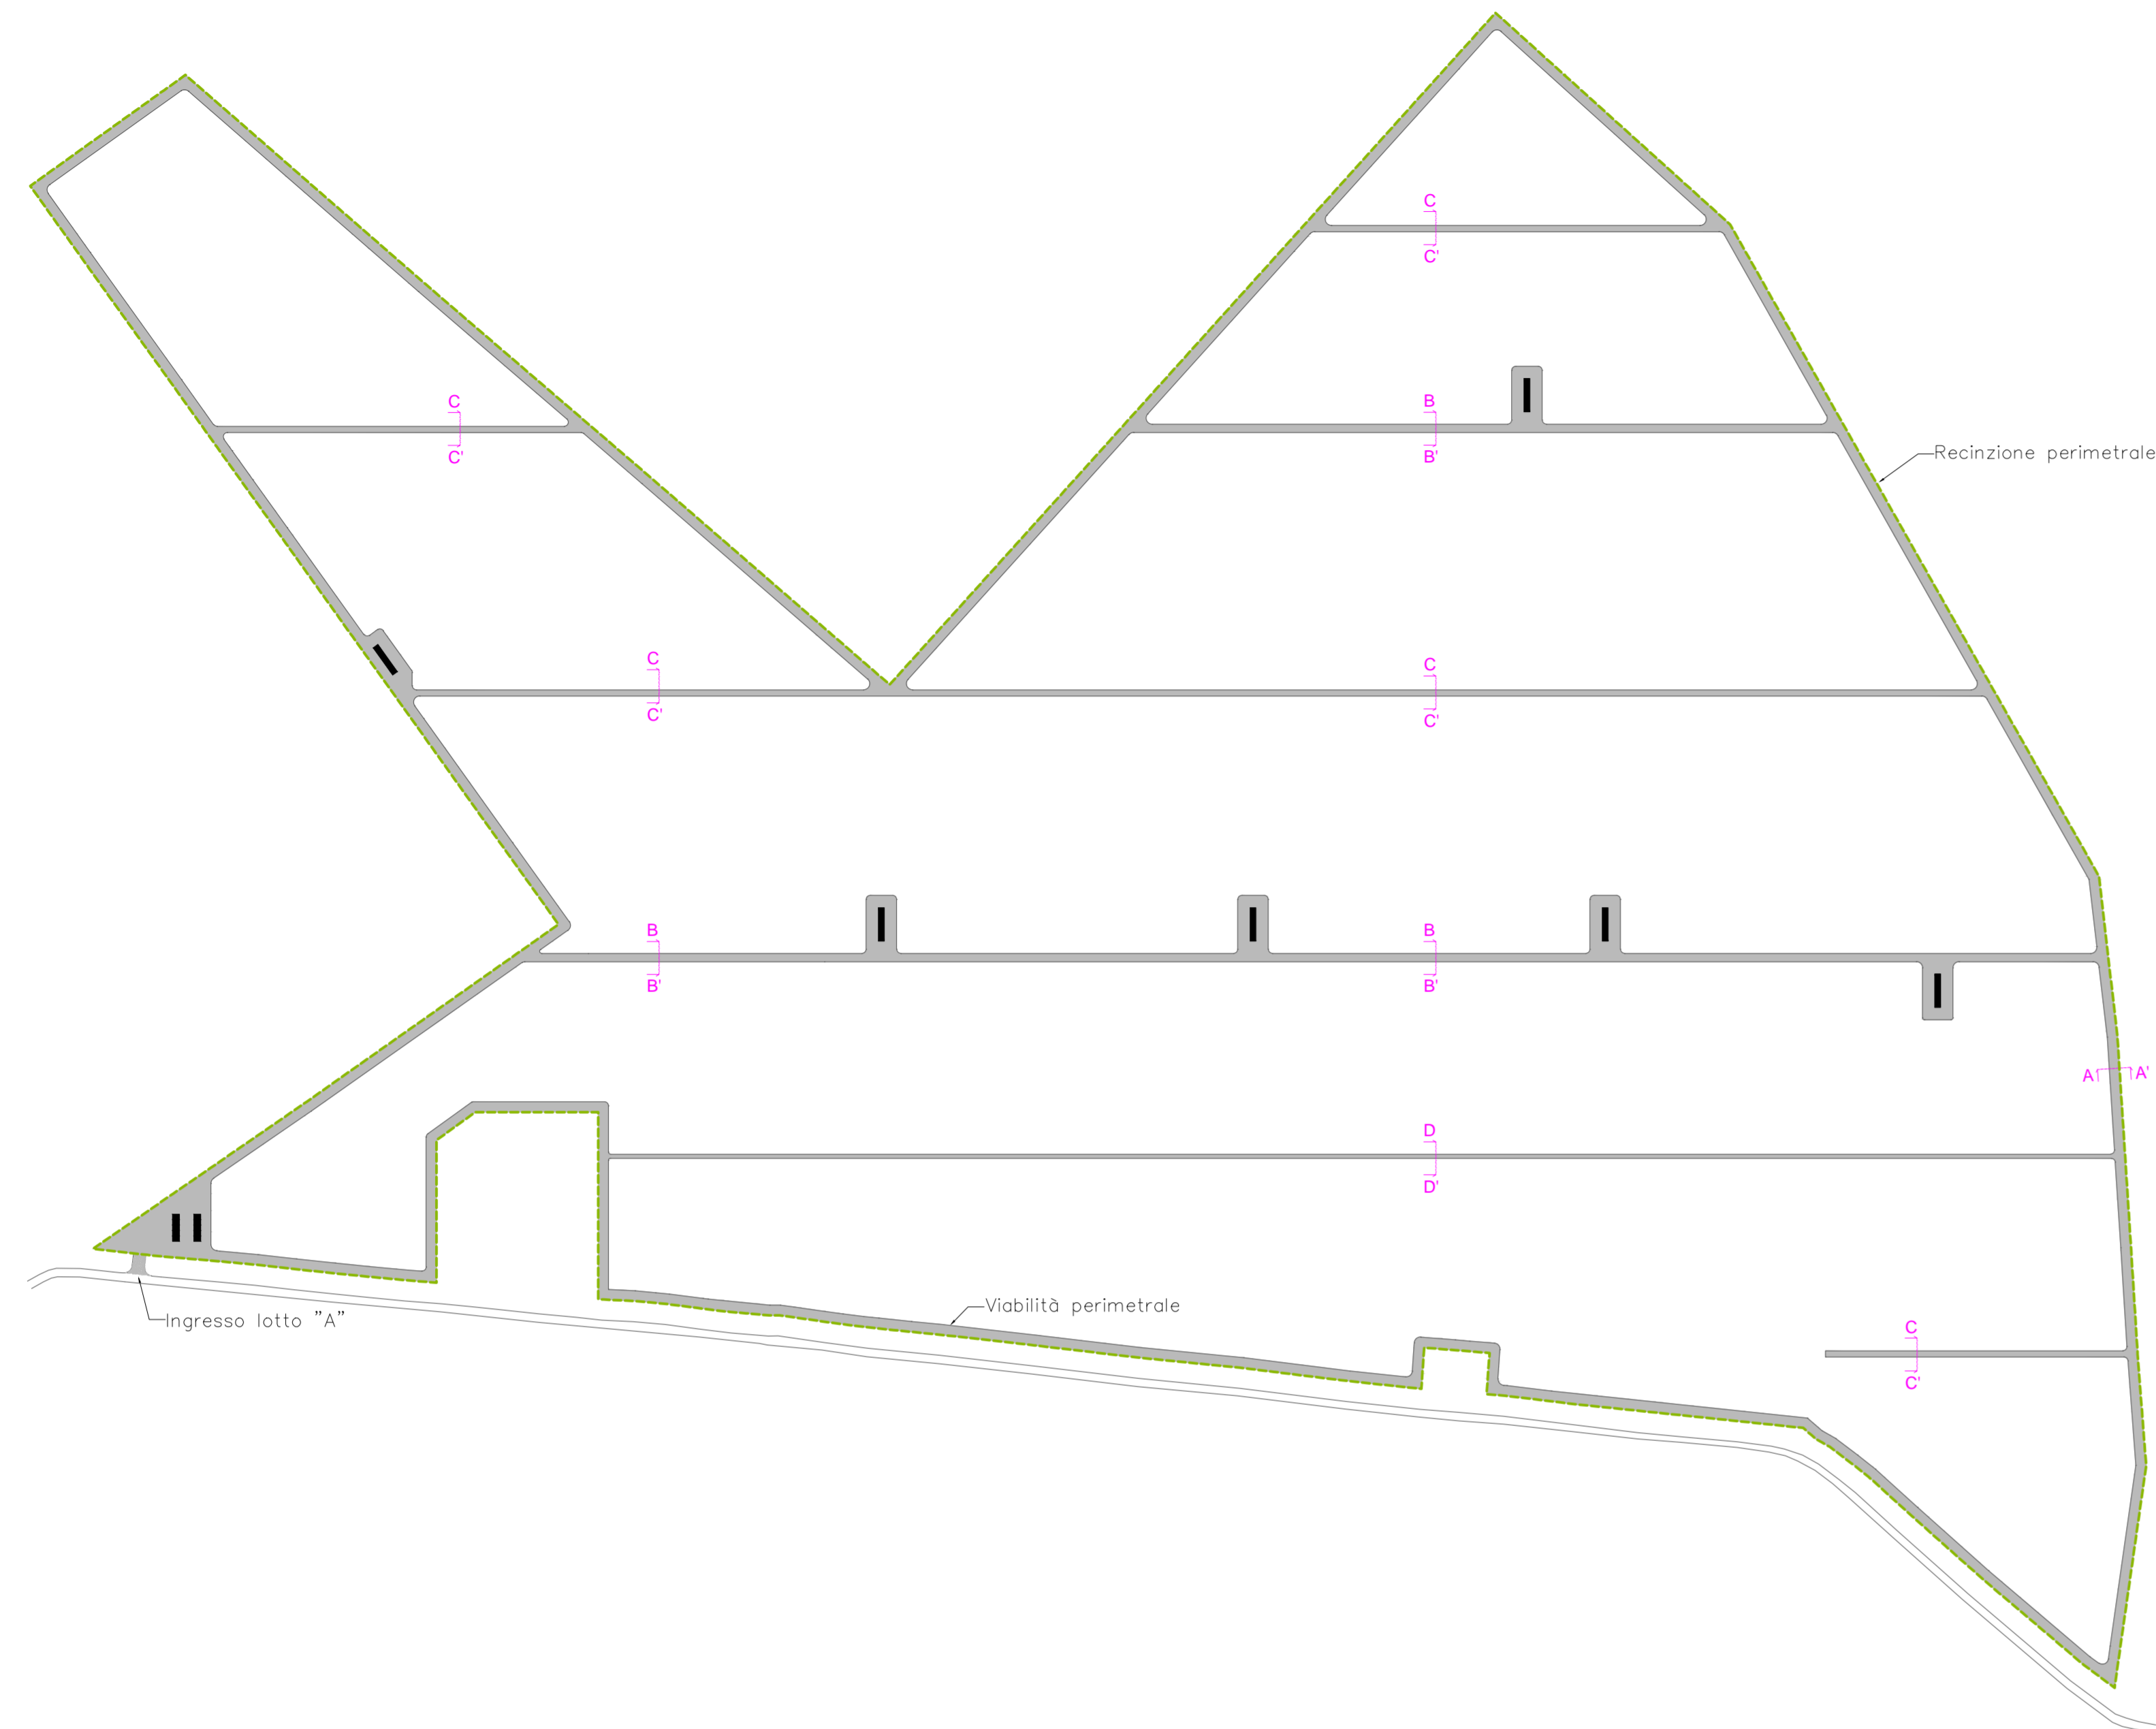 C
C'
C
C'
B
B'
Recinzione perimetrale
C
C'
C
C'
B
B'
B
B'
A
A'
D
D'
Viabilità perimetrale
Ingresso lotto "A"
C
C'